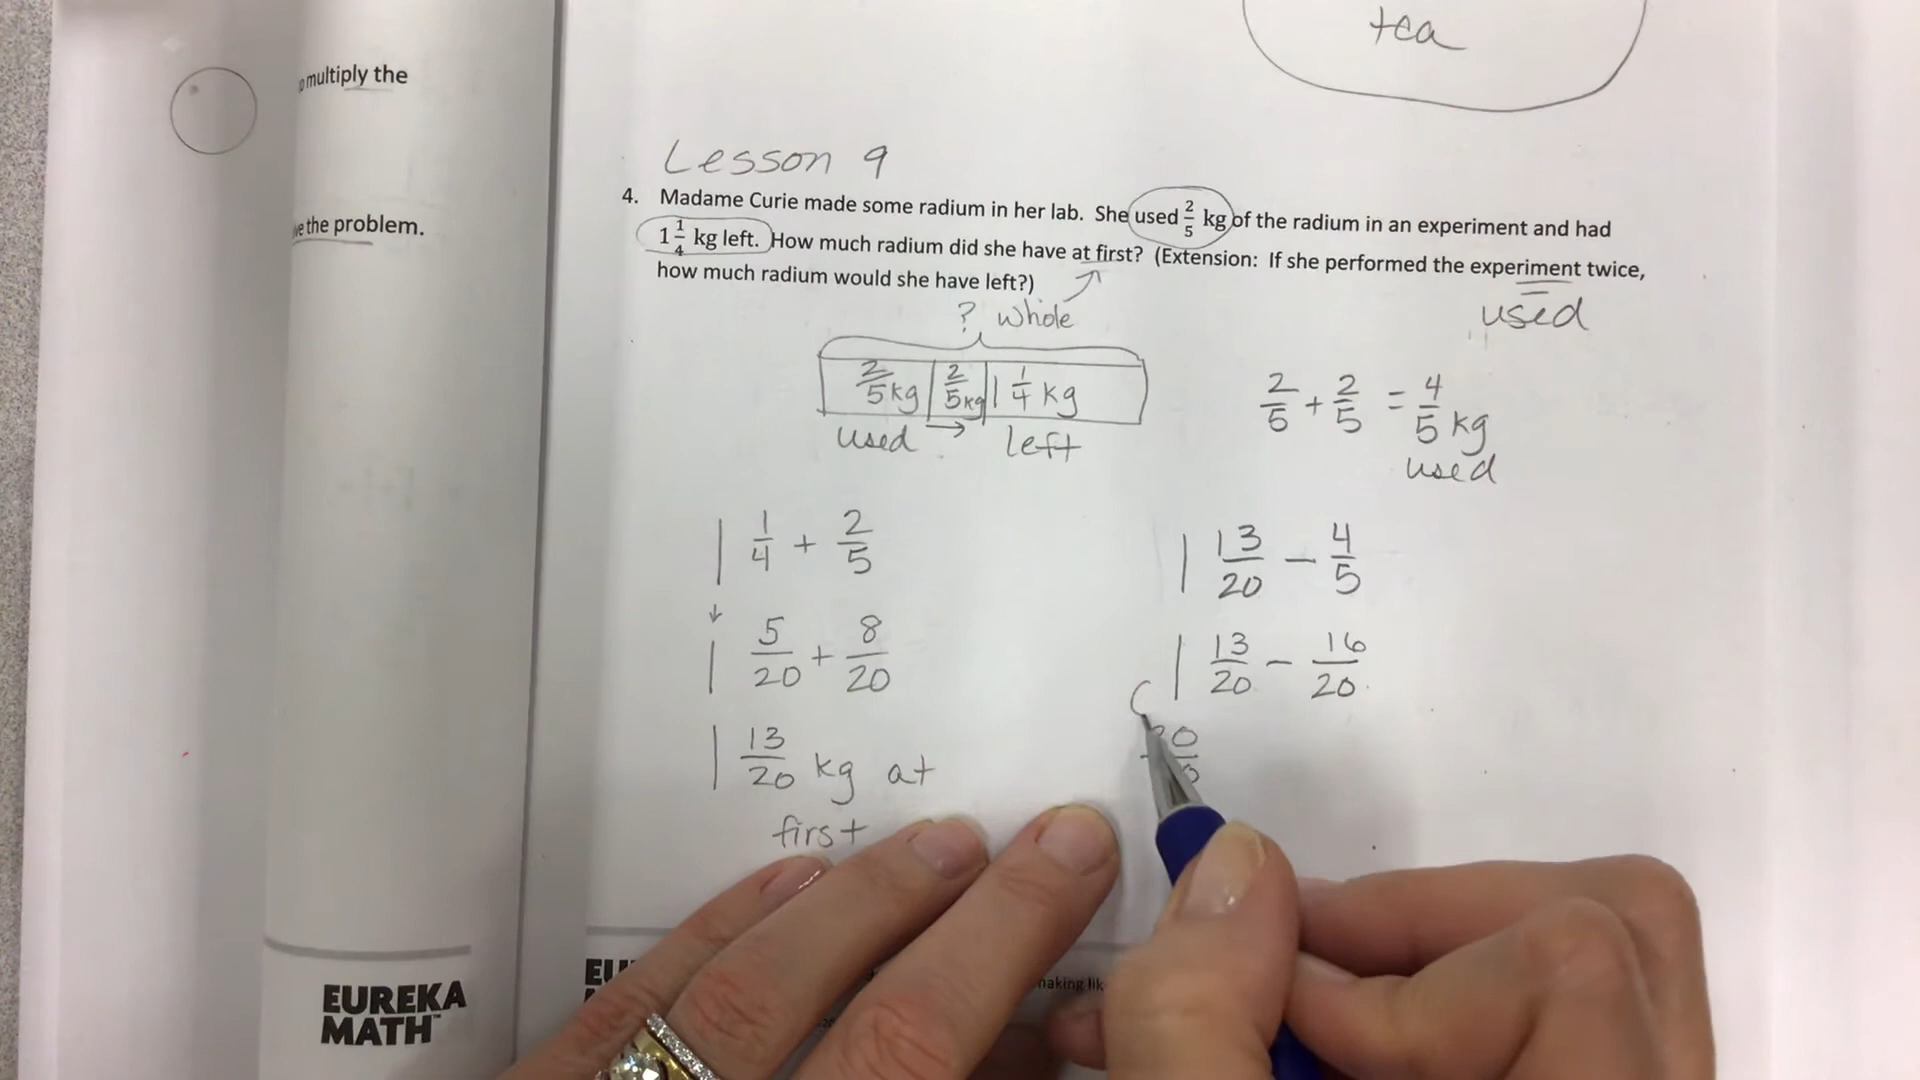 tea
multiply the
Lesson 9
4. Madame Curie made some radium in her lab. She used 2/5 kg of the radium in an experiment and had
1 1/4 kg left. How much radium did she have at first? (Extension: If she performed the experiment twice,
how much radium would she have left?)
the problem.
? whole
used
2/5 kg 2/5 kg 1 1/4 kg
used → left
2/5 + 2/5 = 4/5 kg
used
1 1/4 + 2/5
1 13/20 - 4/5
1 5/20 + 8/20
1 13/20 - 16/20
1 13/20 kg at
first
EUREKA
MATH™
EU
making lik